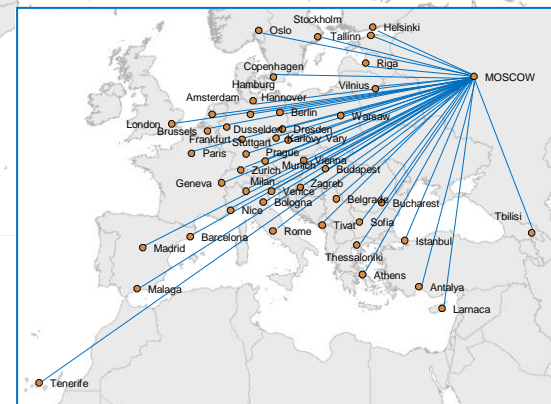 Stockholm
Helsinki
Oslo
Tallinn
Riga
Copenhagen
MOSCOW
Hamburg
Vilnius
Amsterdam
Hannover
Berlin
Warsaw
London
Brussels
Dusseldorf
Dresden
Frankfurt
Karlovy Vary
Stuttgart
Paris
Prague
Munich
Vienna
Budapest
Zurich
Geneva
Milan
Zagreb
Venice
Belgrade
Bucharest
Nice
Bologna
Tbilisi
Barcelona
Rome
Tivat
Sofia
Istanbul
Madrid
Thessaloniki
Athens
Malaga
Antalya
Larnaca
Tenerife